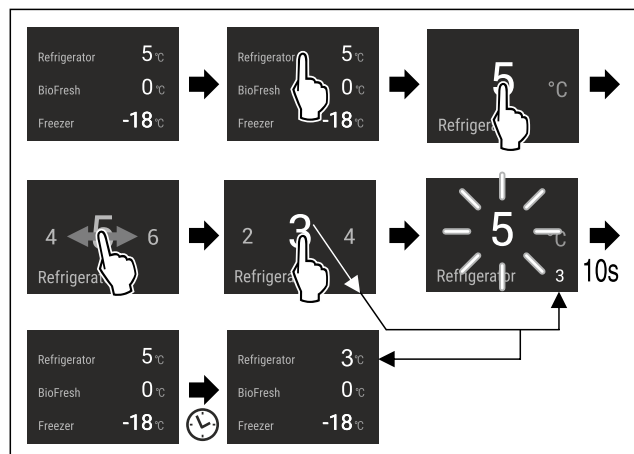 Refrigerator 5 °C
BioFresh 0 °C
Freezer -18 °C
Refrigerator 5 °C
BioFresh 0 °C
Freezer -18 °C
5 °C
Refrigerator
4 5 6
Refrigerator
2 3 4
Refrigerator
5 °C
Refrigerator 3
10s
Refrigerator 5 °C
BioFresh 0 °C
Freezer -18 °C
Refrigerator 3 °C
BioFresh 0 °C
Freezer -18 °C